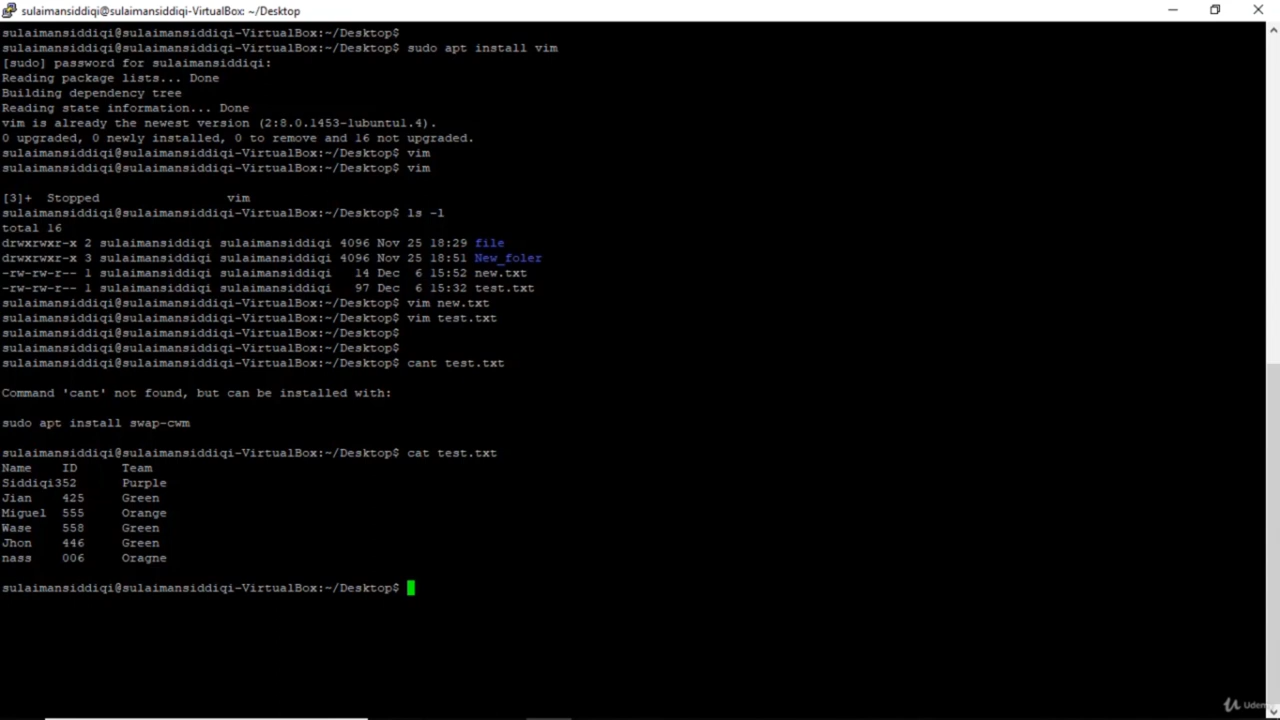 sulaimansiddiqi@sulaimansiddiqi-VirtualBox: ~/Desktop
sulaimansiddiqi@sulaimansiddiqi-VirtualBox:~/Desktop$
sulaimansiddiqi@sulaimansiddiqi-VirtualBox:~/Desktop$ sudo apt install vim
[sudo] password for sulaimansiddiqi:
Reading package lists... Done
Building dependency tree
Reading state information... Done
vim is already the newest version (2:8.0.1453-1ubuntu1.4).
0 upgraded, 0 newly installed, 0 to remove and 16 not upgraded.
sulaimansiddiqi@sulaimansiddiqi-VirtualBox:~/Desktop$ vim
sulaimansiddiqi@sulaimansiddiqi-VirtualBox:~/Desktop$ vim
[3]+  Stopped                 vim
sulaimansiddiqi@sulaimansiddiqi-VirtualBox:~/Desktop$ ls -l
total 16
drwxrwxr-x 2 sulaimansiddiqi sulaimansiddiqi 4096 Nov 25 18:29 file
drwxrwxr-x 3 sulaimansiddiqi sulaimansiddiqi 4096 Nov 25 18:51 New_foler
-rw-rw-r-- 1 sulaimansiddiqi sulaimansiddiqi   14 Dec  6 15:52 new.txt
-rw-rw-r-- 1 sulaimansiddiqi sulaimansiddiqi   97 Dec  6 15:32 test.txt
sulaimansiddiqi@sulaimansiddiqi-VirtualBox:~/Desktop$ vim new.txt
sulaimansiddiqi@sulaimansiddiqi-VirtualBox:~/Desktop$ vim test.txt
sulaimansiddiqi@sulaimansiddiqi-VirtualBox:~/Desktop$
sulaimansiddiqi@sulaimansiddiqi-VirtualBox:~/Desktop$
sulaimansiddiqi@sulaimansiddiqi-VirtualBox:~/Desktop$ cant test.txt
Command 'cant' not found, but can be installed with:
sudo apt install swap-cwm
sulaimansiddiqi@sulaimansiddiqi-VirtualBox:~/Desktop$ cat test.txt
Name    ID      Team
Siddiqi352      Purple
Jian    425     Green
Miguel  555     Orange
Wase    558     Green
Jhon    446     Green
nass    006     Oragne
sulaimansiddiqi@sulaimansiddiqi-VirtualBox:~/Desktop$